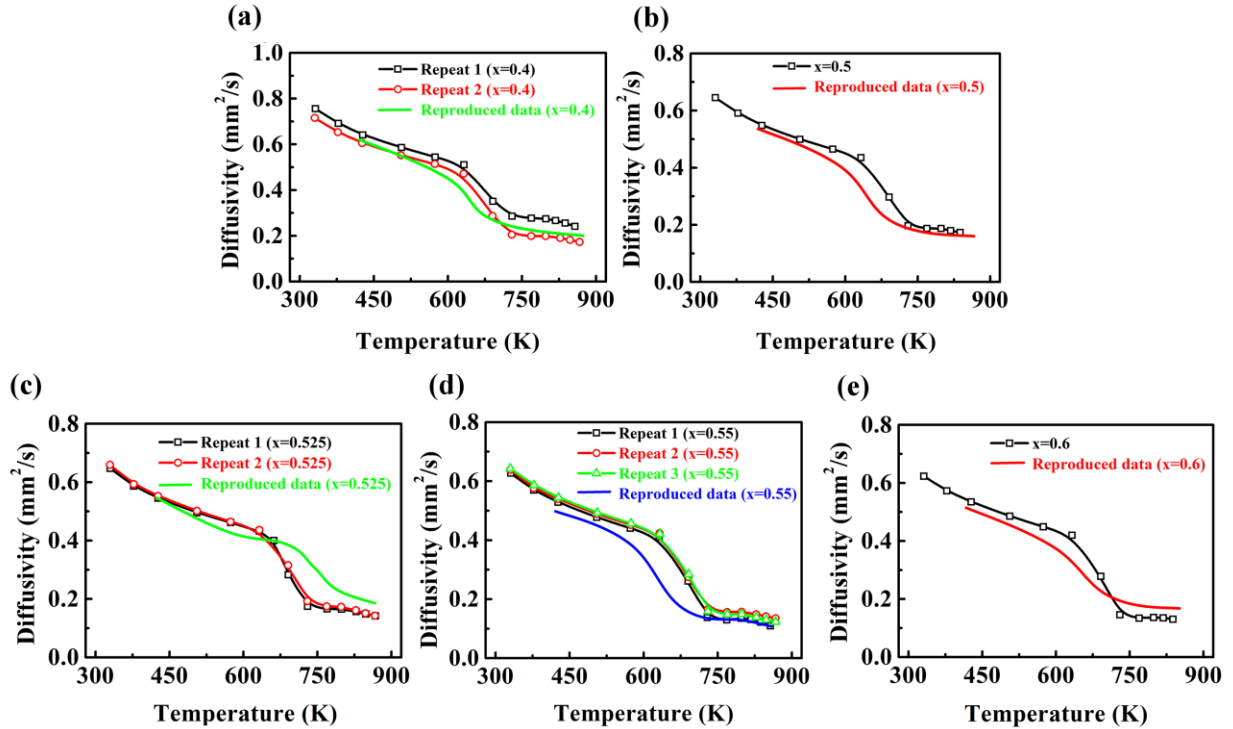 (a)
Diffusivity (mm²/s)
1.0
0.8
0.6
0.4
0.2
0.0
Repeat 1 (x=0.4)
Repeat 2 (x=0.4)
Reproduced data (x=0.4)
300 450 600 750 900
Temperature (K)
(b)
Diffusivity (mm²/s)
0.8
0.6
0.4
0.2
0.0
x=0.5
Reproduced data (x=0.5)
300 450 600 750 900
Temperature (K)
(c)
Diffusivity (mm²/s)
0.8
0.6
0.4
0.2
0.0
Repeat 1 (x=0.525)
Repeat 2 (x=0.525)
Reproduced data (x=0.525)
300 450 600 750 900
Temperature (K)
(d)
Diffusivity (mm²/s)
0.8
0.6
0.4
0.2
0.0
Repeat 1 (x=0.55)
Repeat 2 (x=0.55)
Repeat 3 (x=0.55)
Reproduced data (x=0.55)
300 450 600 750 900
Temperature (K)
(e)
Diffusivity (mm²/s)
0.8
0.6
0.4
0.2
0.0
x=0.6
Reproduced data (x=0.6)
300 450 600 750 900
Temperature (K)